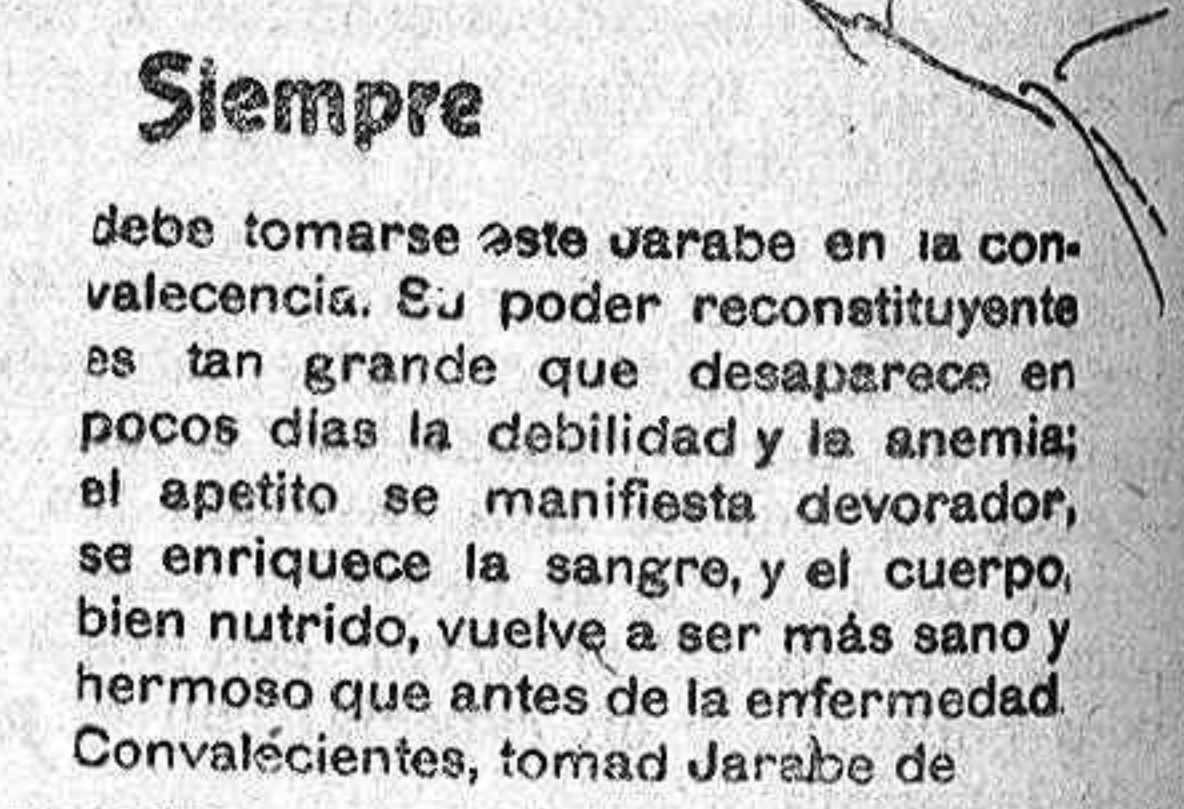 Siempre
debe tomarse este Jarabe en la con-
valecencia. Su poder reconstituyente
es tan grande que desaparece en
pocos días la debilidad y la anemia;
el apetito se manifiesta devorador,
se enriquece la sangre, y el cuerpo,
bien nutrido, vuelve a ser más sano y
hermoso que antes de la enfermedad.
Convalecientes, tomad Jarabe de